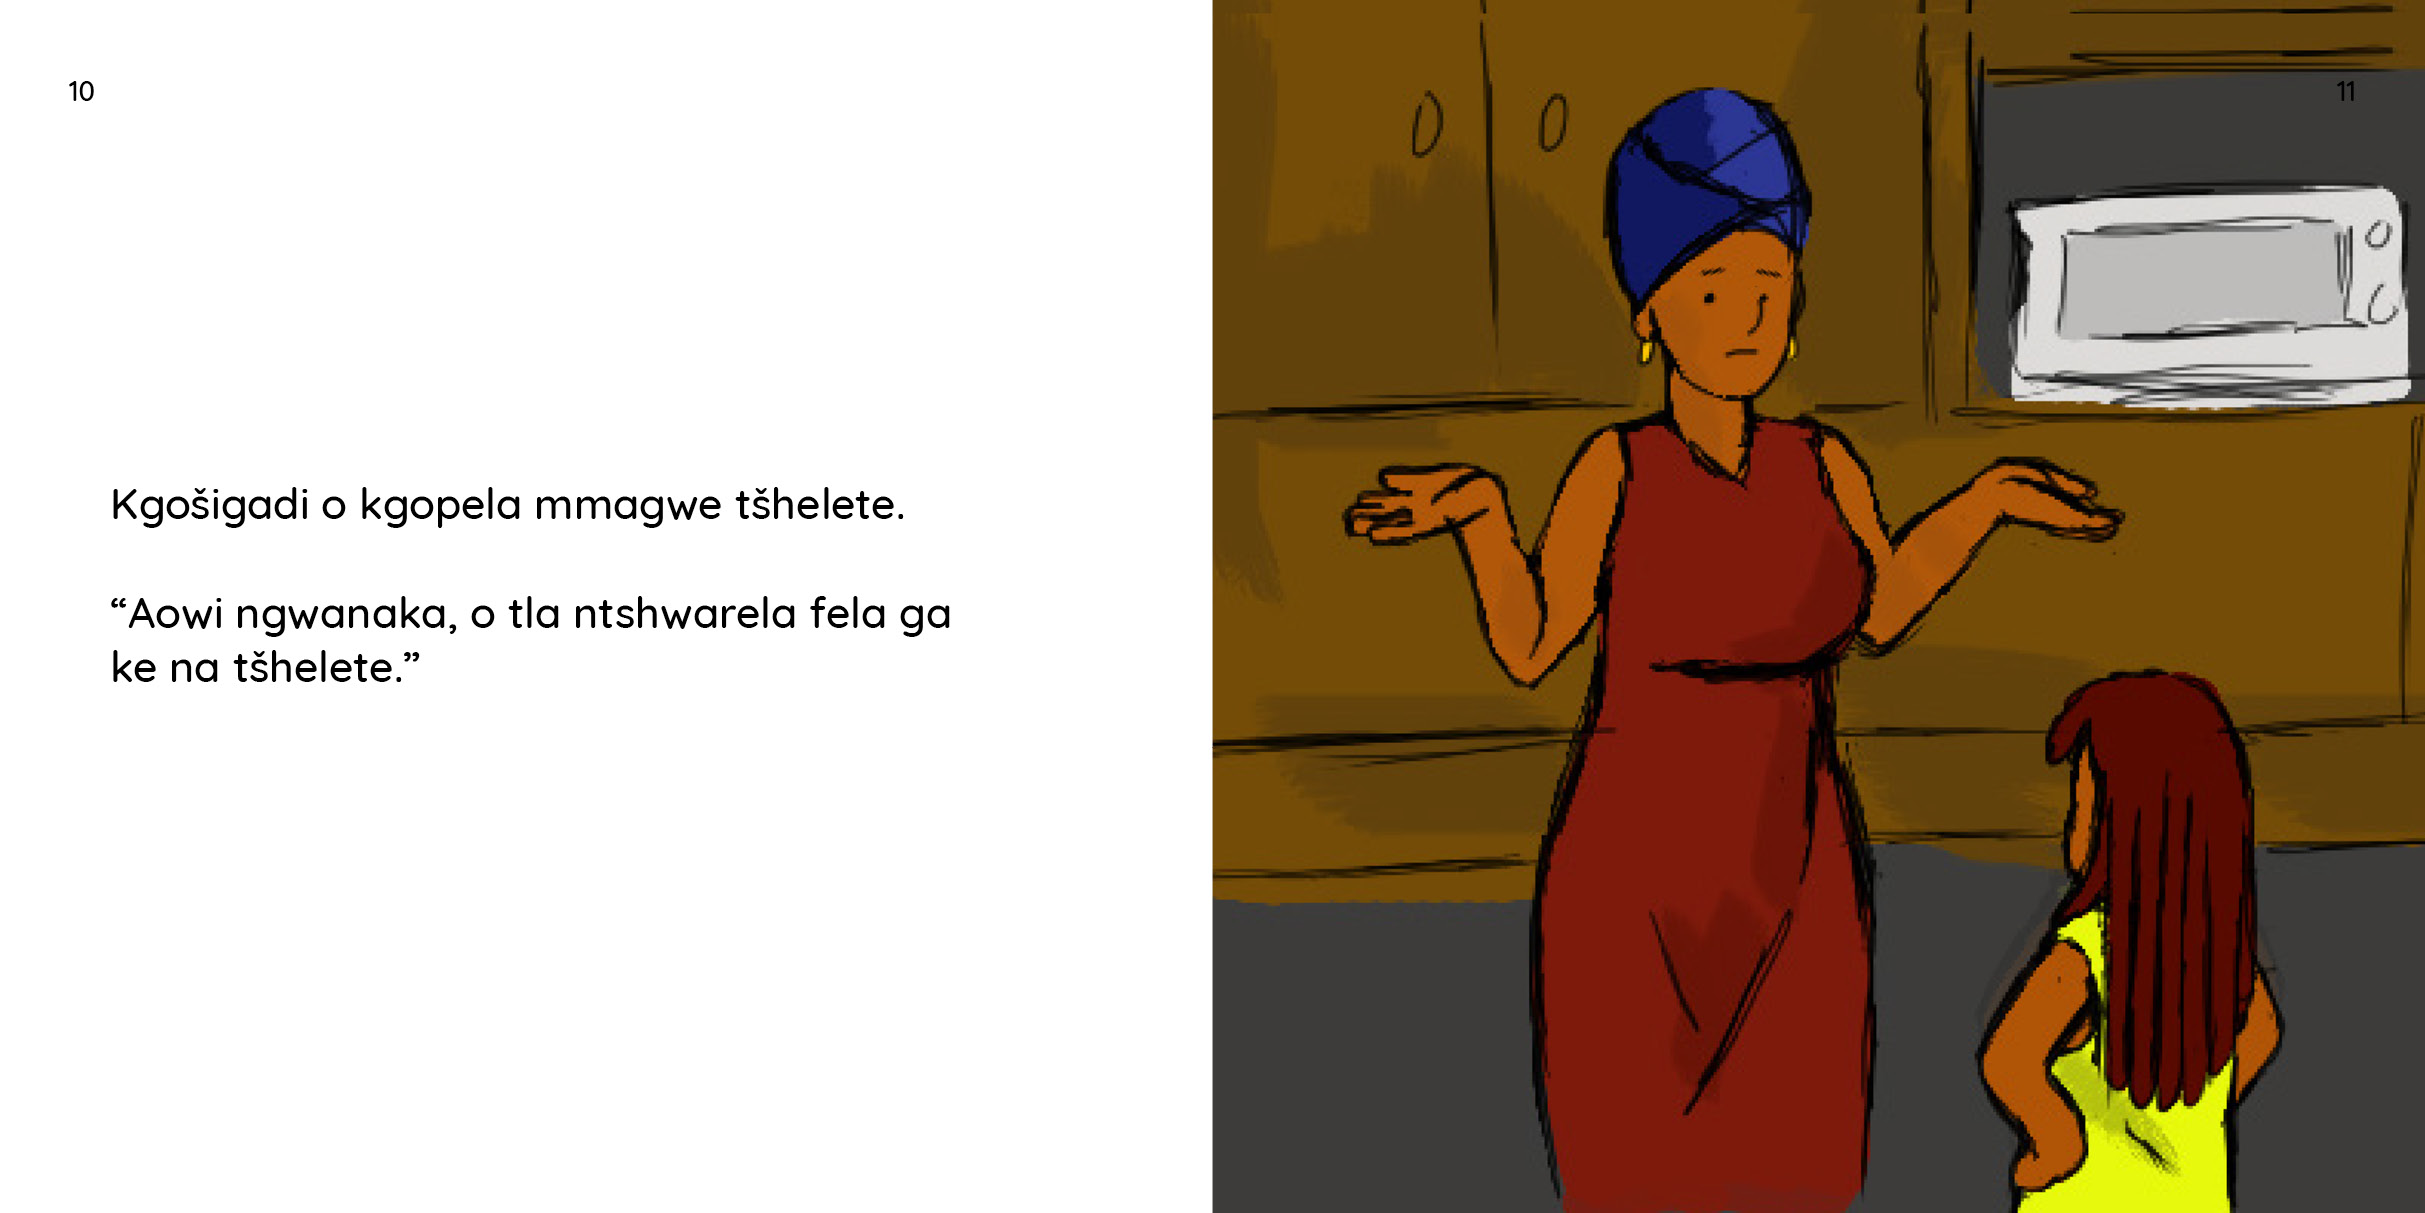 10
11
Kgošigadi o kgopela mmagwe tšhelete.
“Aowi ngwanaka, o tla ntshwarela fela ga
ke na tšhelete.”